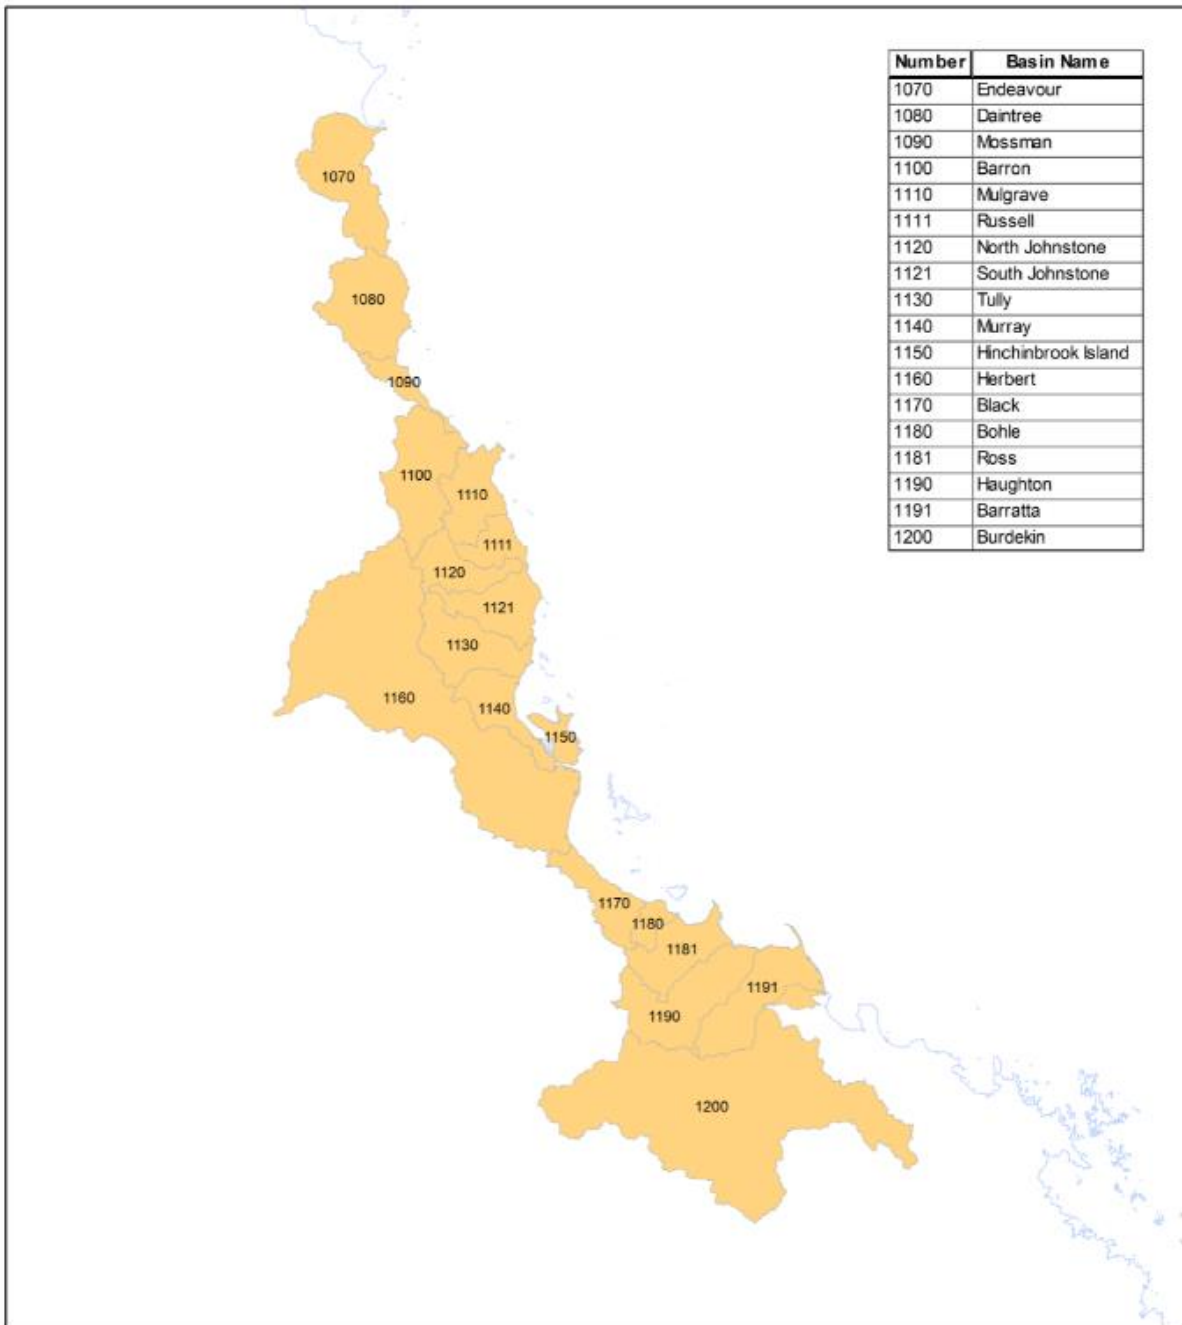 Number Basin Name
1070 Endeavour
1080 Daintree
1090 Mossman
1100 Barron
1110 Mulgrave
1111 Russell
1120 North Johnstone
1121 South Johnstone
1130 Tully
1140 Murray
1150 Hinchinbrook Island
1160 Herbert
1170 Black
1180 Bohle
1181 Ross
1190 Haughton
1191 Barratta
1200 Burdekin
1070
1080
1090
1100
1110
1111
1120
1121
1130
1160
1140
1150
1170
1180
1181
1191
1190
1200